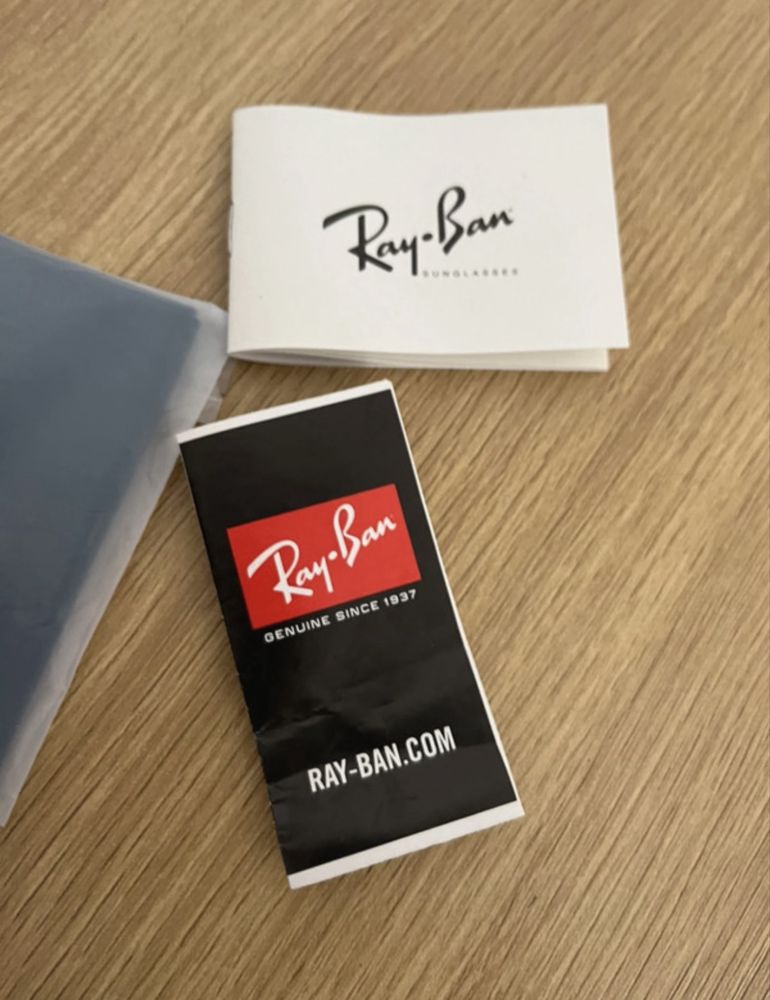 Ray-Ban
SUNGLASSES
Ray-Ban
GENUINE SINCE 1937
RAY-BAN.COM